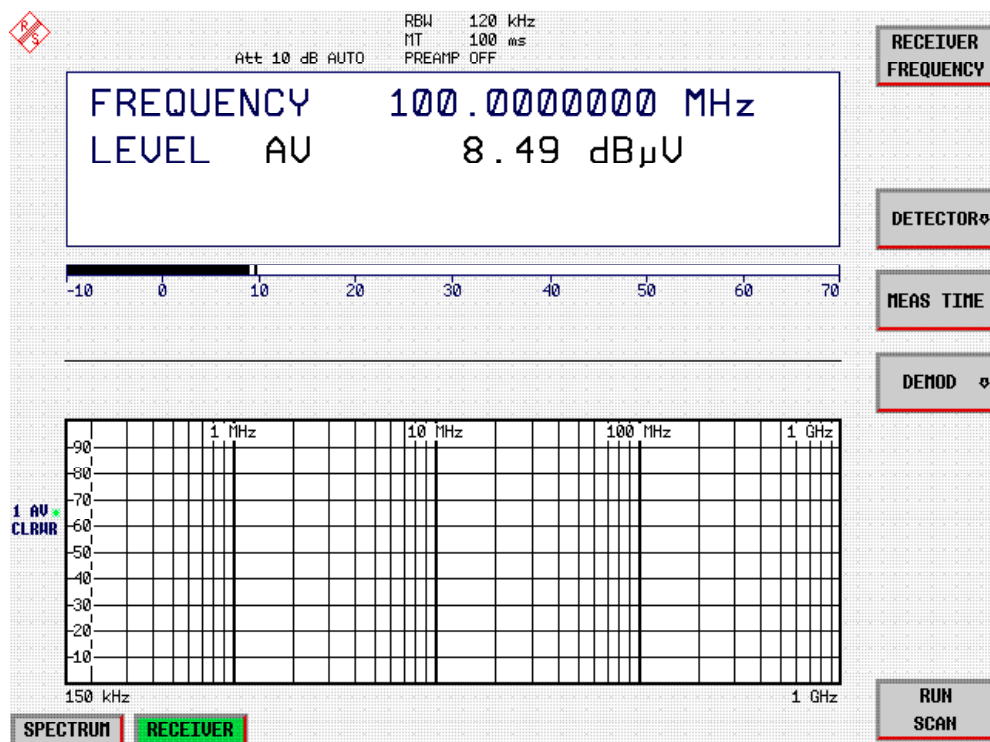 R S
RBW 120 kHz
MT 100 ms
Att 10 dB AUTO PREAMP OFF
RECEIVER
FREQUENCY
FREQUENCY 100.0000000 MHz
LEVEL AV 8.49 dBµV
DETECTOR
-10 0 10 20 30 40 50 60 70
MEAS TIME
DEMOD
1 MHz 10 MHz 100 MHz 1 GHz
90
80
70
1 AV
CLRWR
60
50
40
30
20
10
150 kHz 1 GHz
RUN
SCAN
SPECTRUM RECEIVER